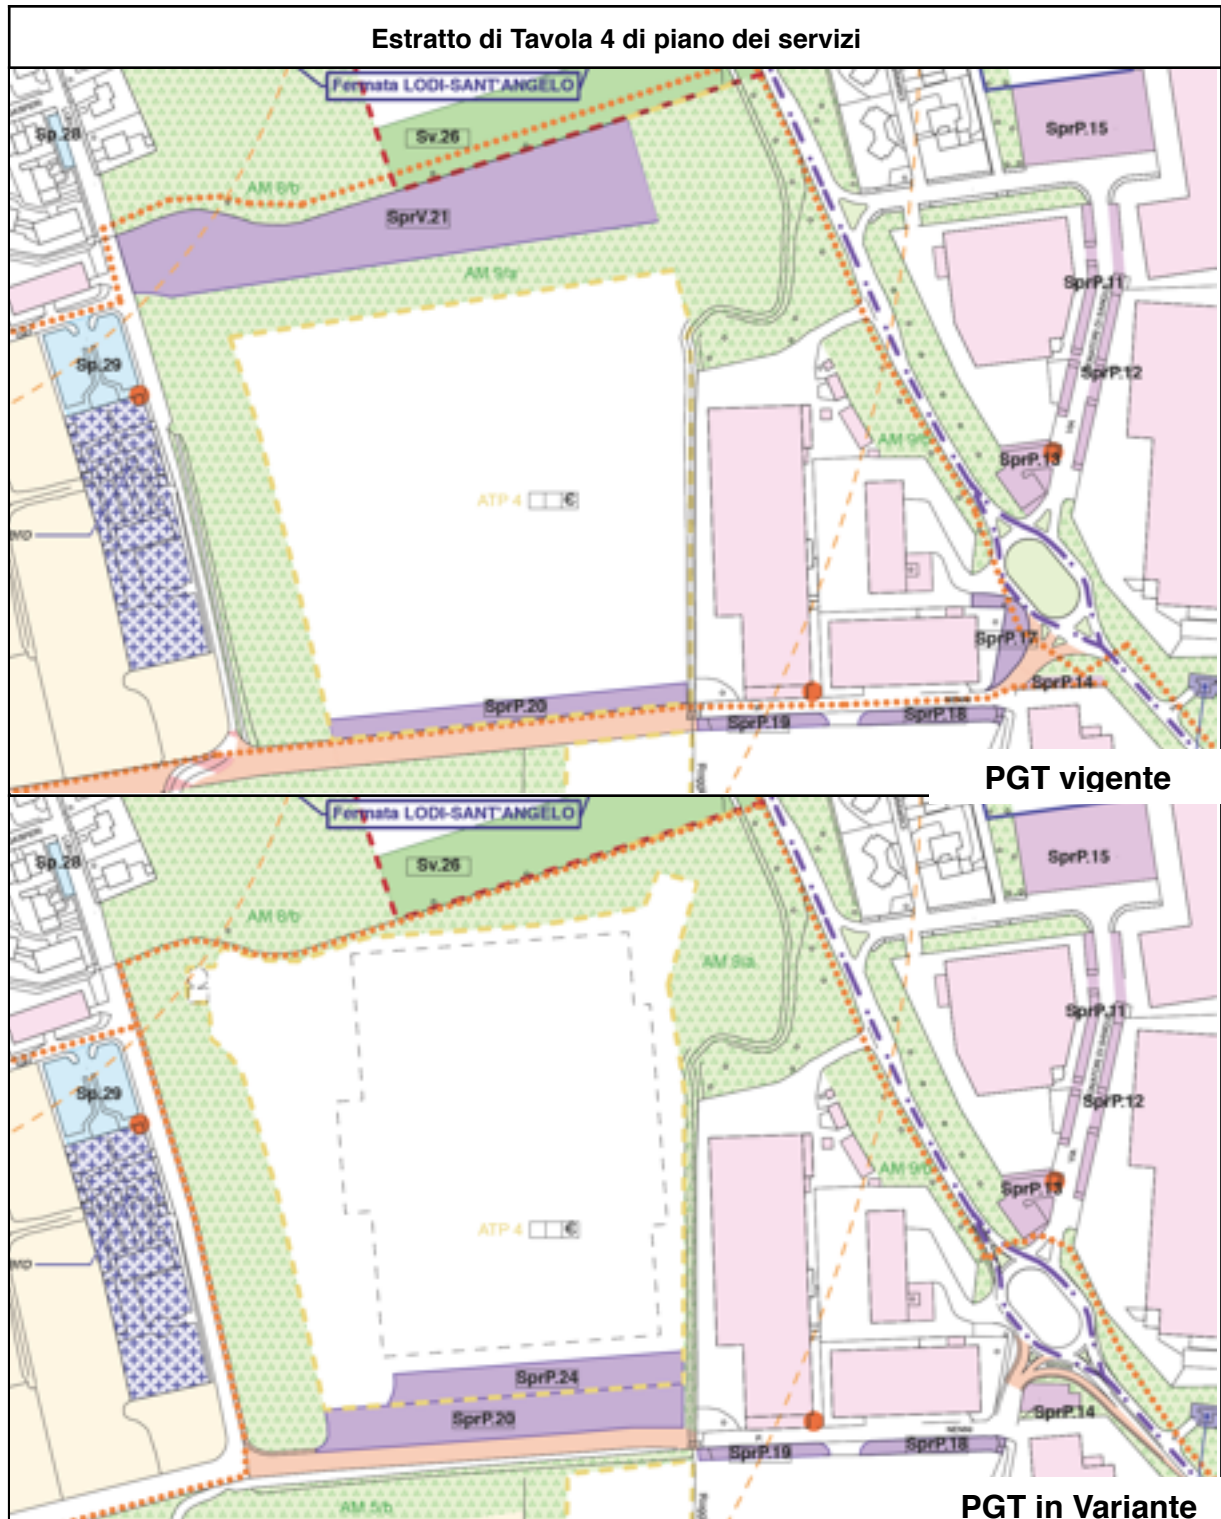 Estratto di Tavola 4 di piano dei servizi
Fermata LODI-SANT'ANGELO
Sp.28
Sv.26
SprP.15
AM 6/b
SprV.21
AM 9/a
SprP.11
Sp.29
SprP.12
AM 9/b
SprP.13
ATP 4 €
SprP.17
SprP.14
SprP.20
SprP.19
SprP.18
PGT vigente
Fermata LODI-SANT'ANGELO
Sp.28
Sv.26
SprP.15
AM 6/b
AM 9/a
SprP.11
Sp.29
SprP.12
AM 9/b
SprP.13
VIA
ATP 4 €
SprP.24
SprP.14
SprP.20
SprP.19
SprP.18
AM 5/b
PGT in Variante